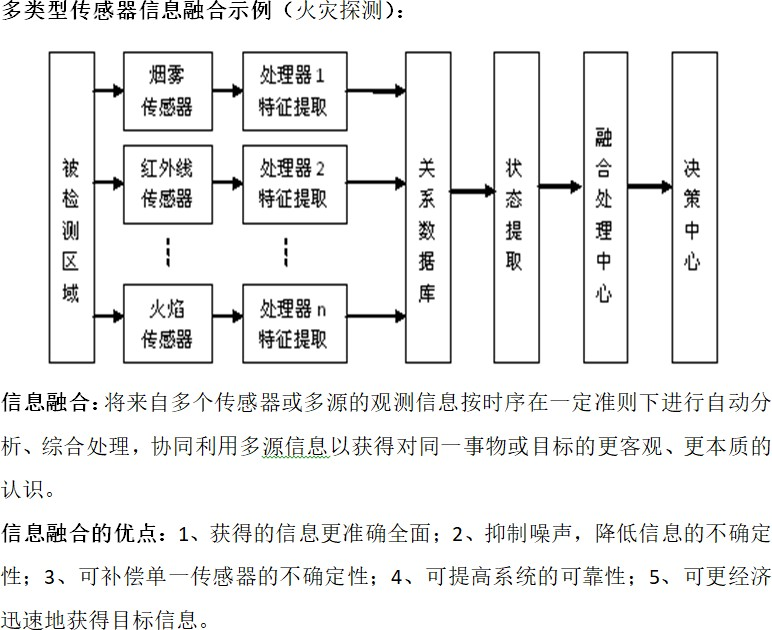 多类型传感器信息融合示例（火灾探测）：
被检测区域
烟雾
传感器
处理器1
特征提取
红外线
传感器
处理器2
特征提取
火焰
传感器
处理器n
特征提取
关系数据库
状态提取
融合处理中心
决策中心
信息融合：将来自多个传感器或多源的观测信息按时序在一定准则下进行自动分
析、综合处理，协同利用多源信息以获得对同一事物或目标的更客观、更本质的
认识。
信息融合的优点：1、获得的信息更准确全面；2、抑制噪声，降低信息的不确定
性；3、可补偿单一传感器的不确定性；4、可提高系统的可靠性；5、可更经济
迅速地获得目标信息。